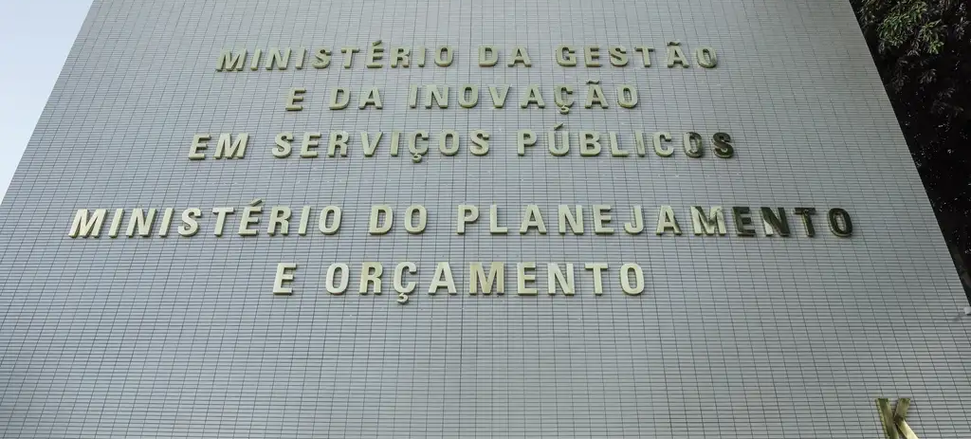 MINISTÉRIO DA GESTÃO
E DA INOVAÇÃO
EM SERVIÇOS PÚBLICOS
MINISTÉRIO DO PLANEJAMENTO
E ORÇAMENTO
K